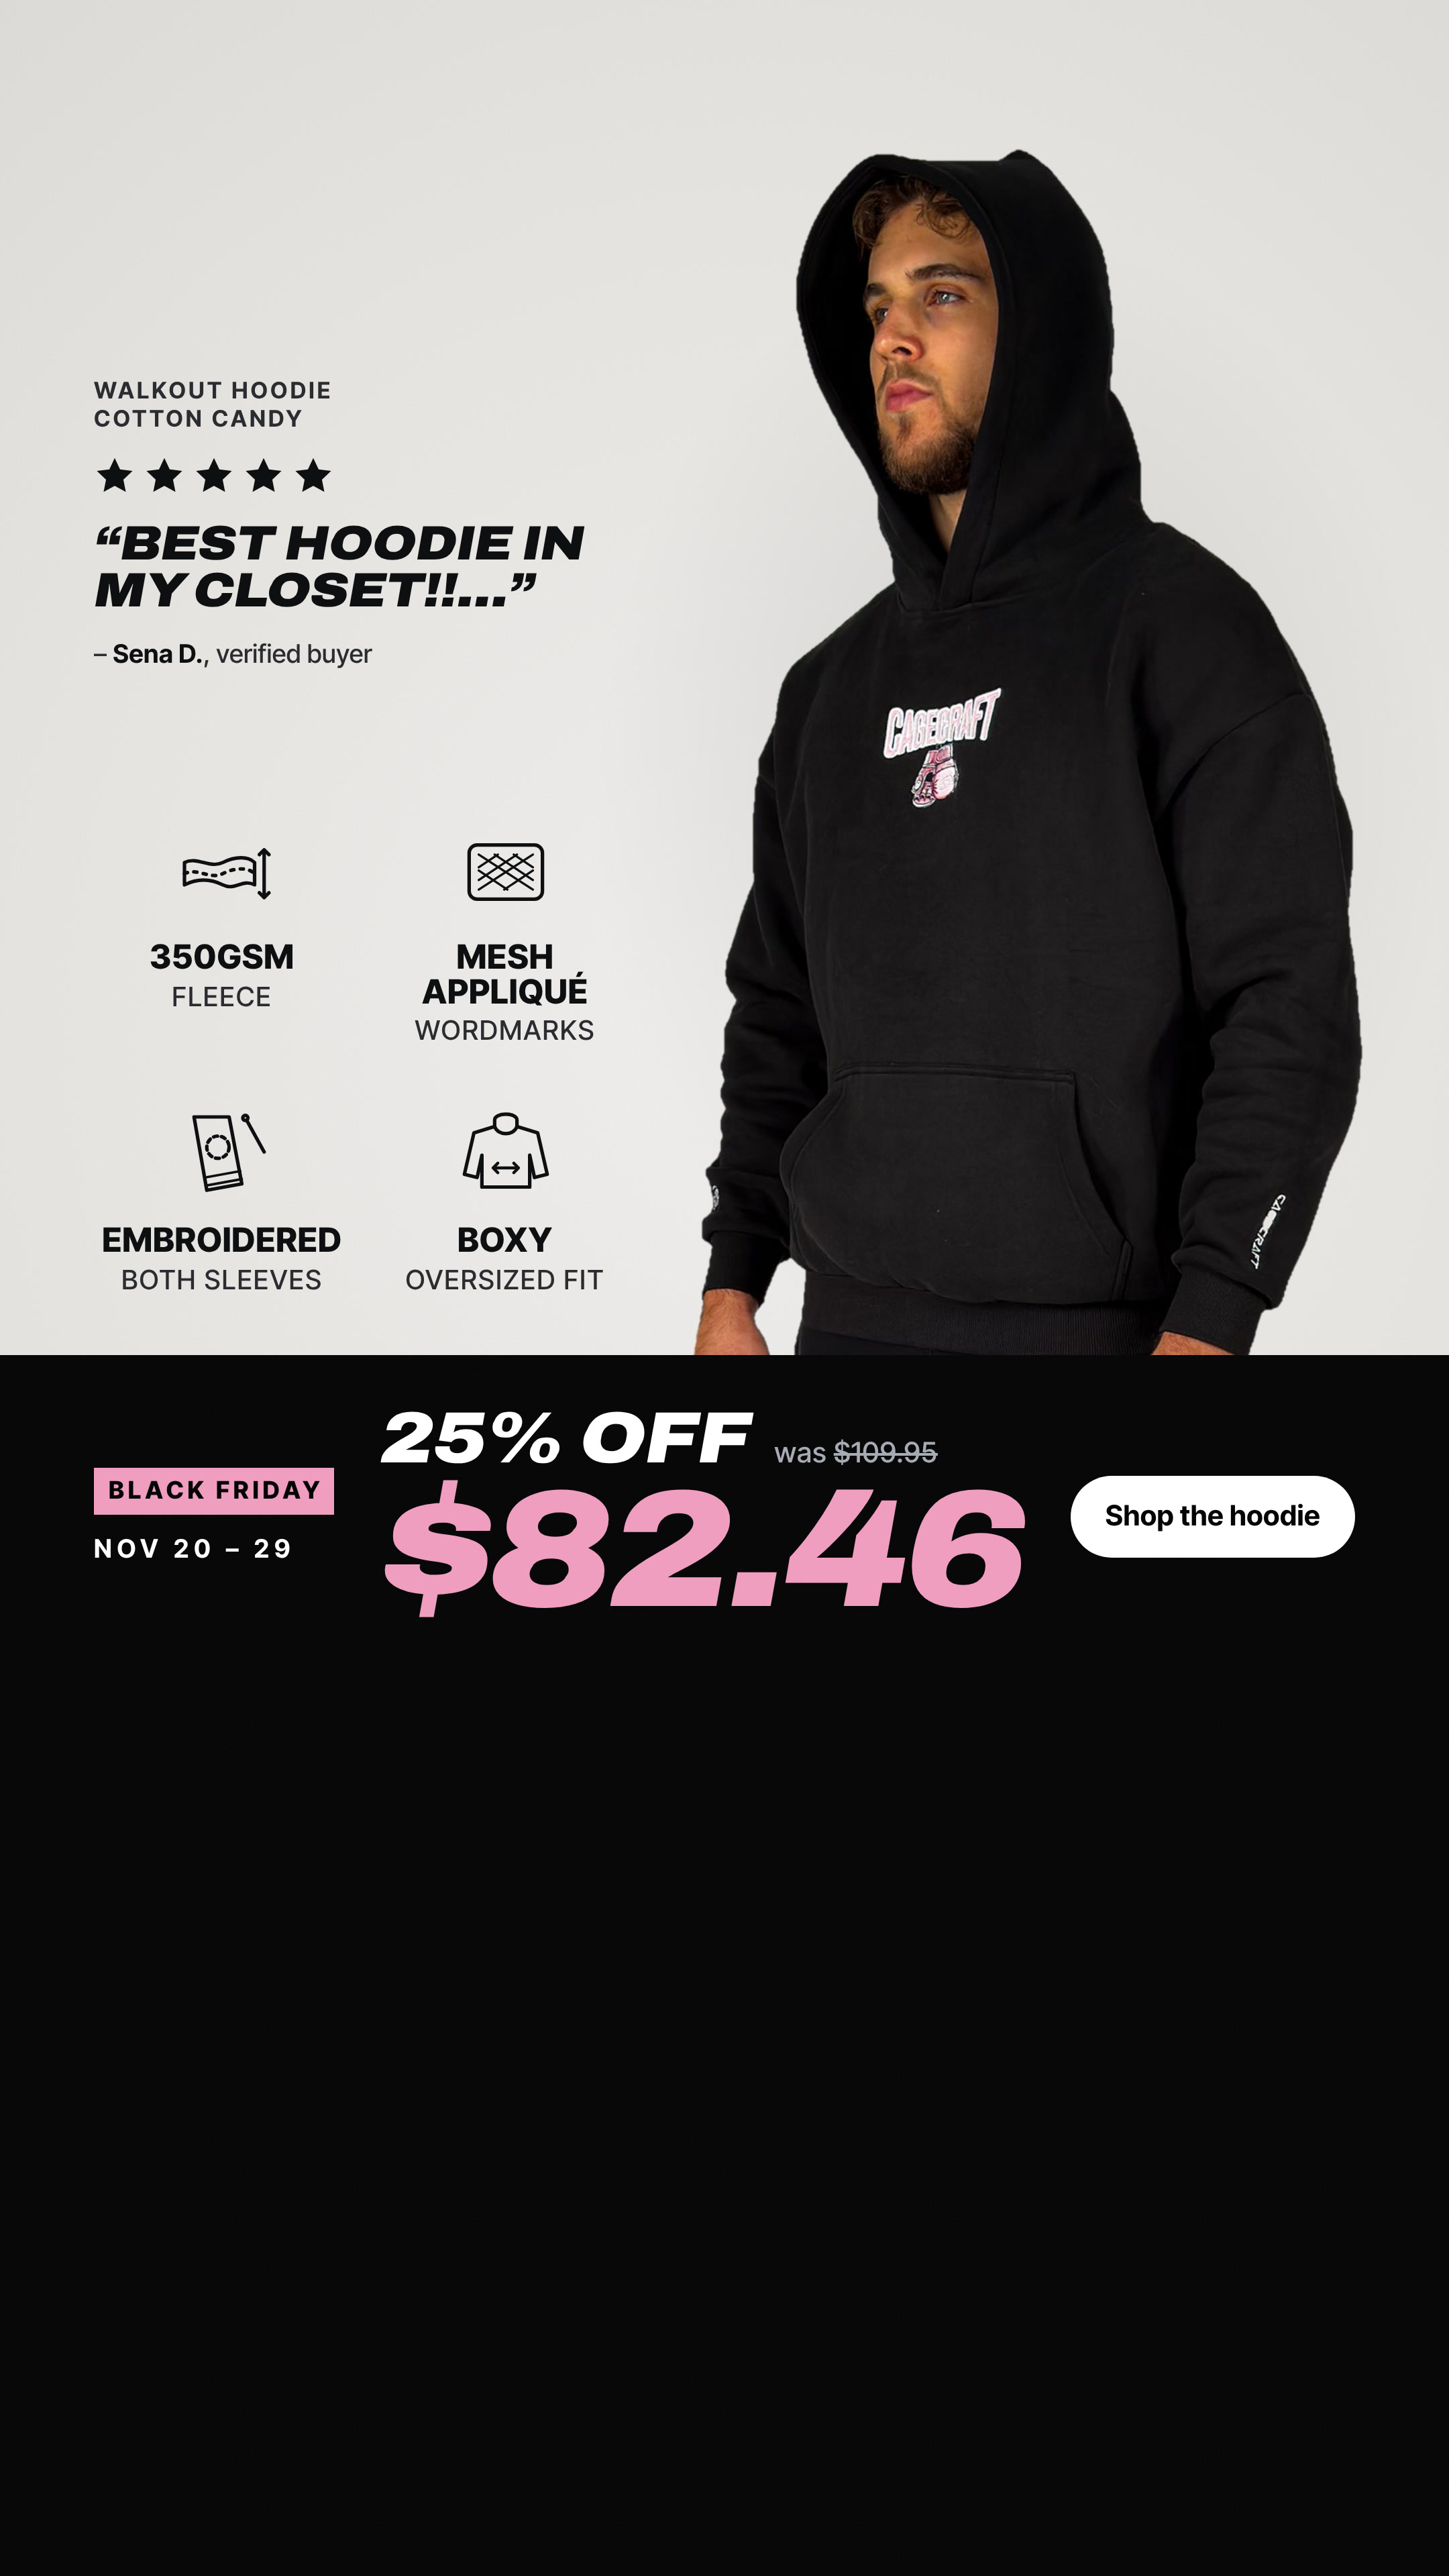 WALKOUT HOODIE
COTTON CANDY
“BEST HOODIE IN
MY CLOSET!!...”
– Sena D., verified buyer
CAGECRAFT
350GSM
FLEECE
MESH
APPLIQUÉ
WORDMARKS
EMBROIDERED
BOTH SLEEVES
BOXY
OVERSIZED FIT
CAGECRAFT
BLACK FRIDAY
NOV 20 – 29
25% OFF was $109.95
$82.46
Shop the hoodie